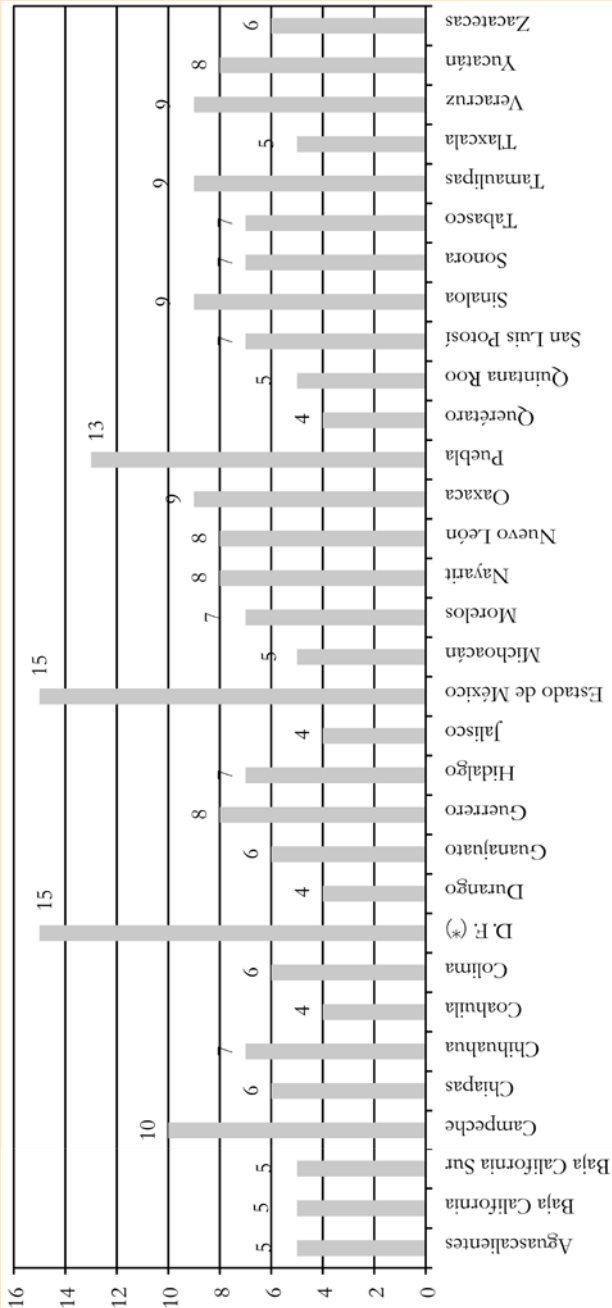 16
14
12
10
8
6
4
2
0
5
5
5
10
6
7
4
6
15
4
6
8
7
4
15
5
7
8
8
9
13
4
5
7
9
7
7
9
5
9
8
6
Aguascalientes
Baja California
Baja California Sur
Campeche
Chiapas
Chihuahua
Coahuila
Colima
D. F. (*)
Durango
Guanajuato
Guerrero
Hidalgo
Jalisco
Estado de México
Michoacán
Morelos
Nayarit
Nuevo León
Oaxaca
Puebla
Querétaro
Quintana Roo
San Luis Potosí
Sinaloa
Sonora
Tabasco
Tamaulipas
Tlaxcala
Veracruz
Yucatán
Zacatecas